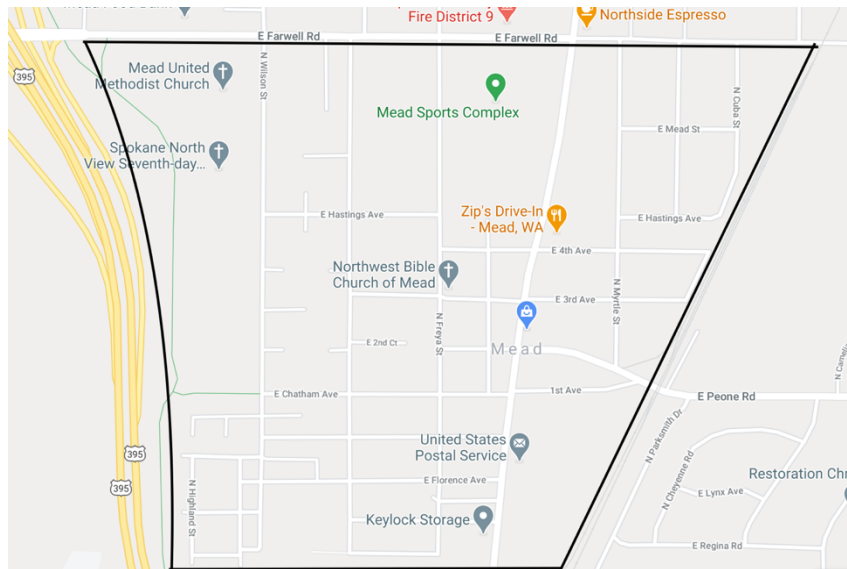 Fire District 9
Northside Espresso
E Farwell Rd
E Farwell Rd
395
N Wilson St
Mead United
Methodist Church
Mead Sports Complex
N Cuba St
E Mead St
Spokane North
View Seventh-day...
Zip's Drive-In
- Mead, WA
E Hastings Ave
E Hastings Ave
E 4th Ave
Northwest Bible
Church of Mead
E 3rd Ave
N Myrtle St
N Freya St
E 2nd Ct
Mead
E Chatham Ave
1st Ave
E Peone Rd
N Parksmith Dr
United States
Postal Service
395
395
N Highland St
E Florence Ave
N Cheyenne Rd
Restoration Chr
E Lynx Ave
Keylock Storage
E Regina Rd